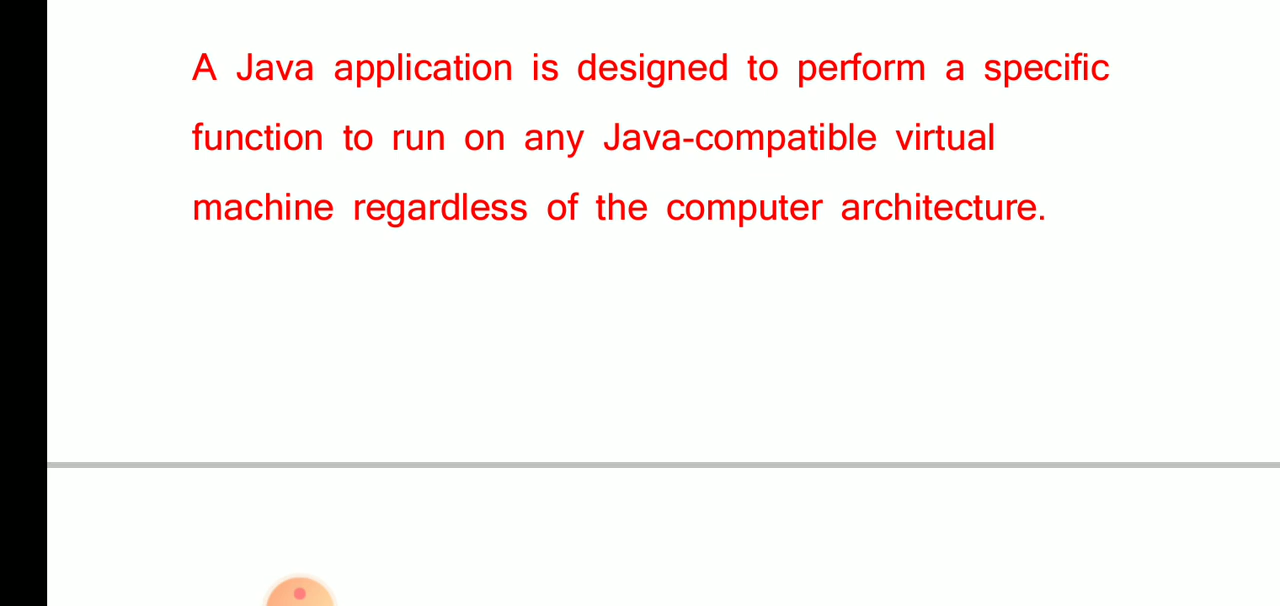 A Java application is designed to perform a specific
function to run on any Java-compatible virtual
machine regardless of the computer architecture.